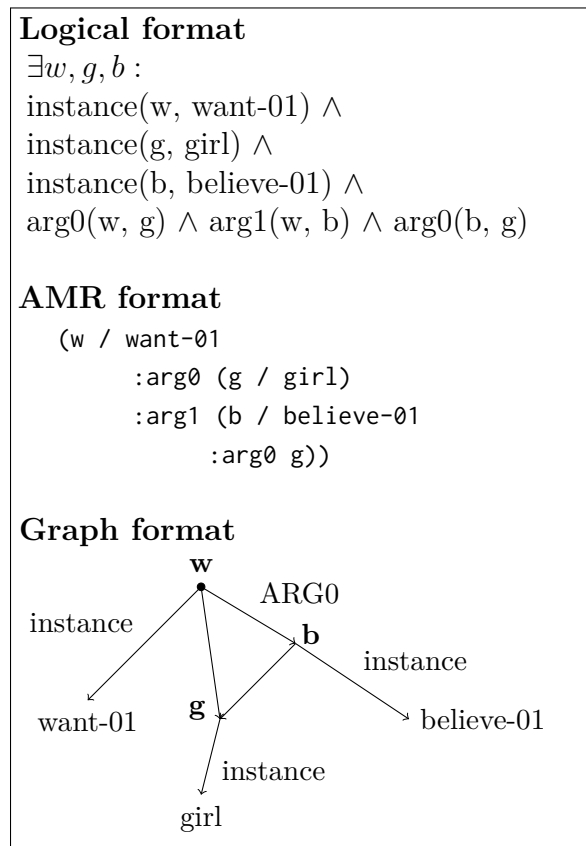 Logical format
∃w, g, b :
instance(w, want-01) ∧
instance(g, girl) ∧
instance(b, believe-01) ∧
arg0(w, g) ∧ arg1(w, b) ∧ arg0(b, g)
AMR format
(w / want-01
:arg0 (g / girl)
:arg1 (b / believe-01
:arg0 g))
Graph format
w
ARG0
instance
b
instance
g
want-01
believe-01
instance
girl